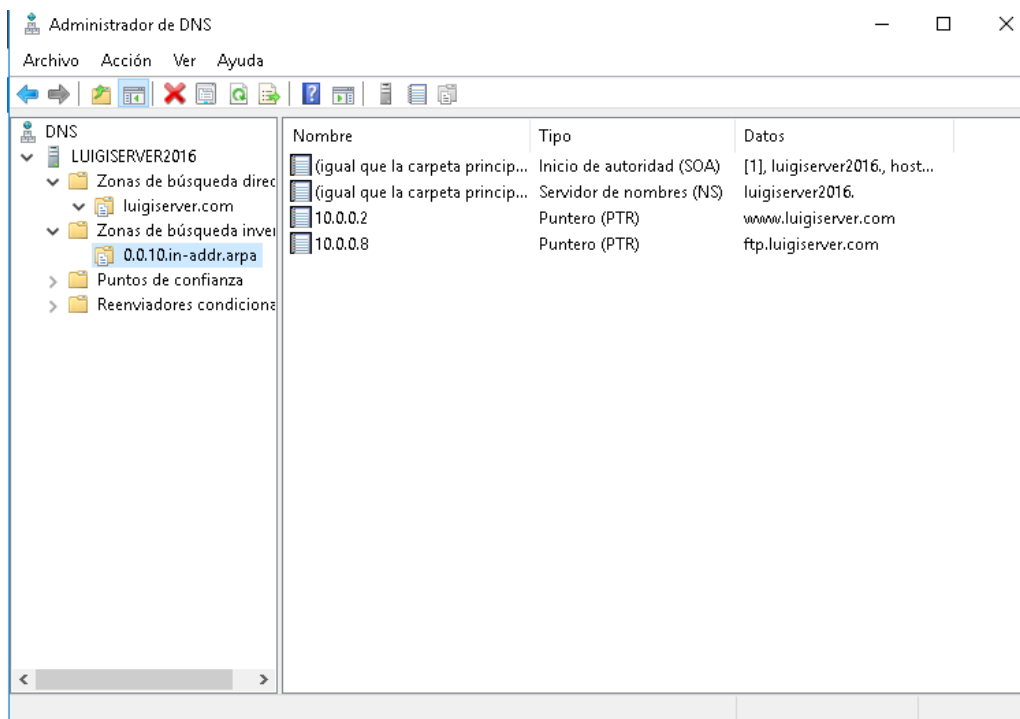 Administrador de DNS
Archivo Acción Ver Ayuda
DNS
LUIGISERVER2016
Zonas de búsqueda direc
luigiserver.com
Zonas de búsqueda inver
0.0.10.in-addr.arpa
Puntos de confianza
Reenviadores condiciona
Nombre Tipo Datos
(igual que la carpeta princip... Inicio de autoridad (SOA) [1], luigiserver2016., host...
(igual que la carpeta princip... Servidor de nombres (NS) luigiserver2016.
10.0.0.2 Puntero (PTR) www.luigiserver.com
10.0.0.8 Puntero (PTR) ftp.luigiserver.com